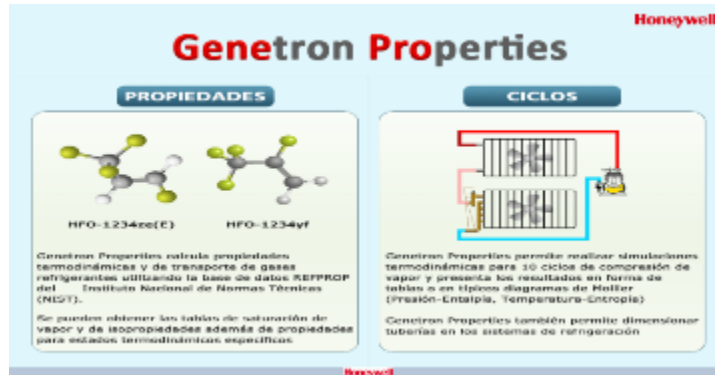 Honeywell
Genetron Properties
PROPIEDADES
HFO-1234ze(E)
HFO-1234yf
Genetron Properties calcula propiedades
termodinámicas y de transporte de gases
refrigerantes utilizando la base de datos REFPROP
del Instituto Nacional de Normas Técnicas
(NIST).
Se pueden obtener las tablas de saturación de
vapor y de isopropiedades además de propiedades
para estados termodinámicos específicos
CICLOS
Genetron Properties permite realizar simulaciones
termodinámicas para 10 ciclos de compresión de
vapor y presenta los resultados en forma de
tablas o en típicos diagramas de Mollier
(Presión-Entalpía, Temperatura-Entropía)
Genetron Properties también permite dimensionar
tuberías en los sistemas de refrigeración
Honeywell